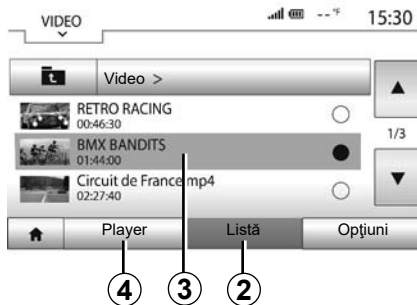 VIDEO
--°F
15:30
Video >
RETRO RACING
00:46:30
BMX BANDITS
01:44:00
1/3
Circuit de France mp4
02:27:40
Player
Listă
Opţiuni
4
3
2